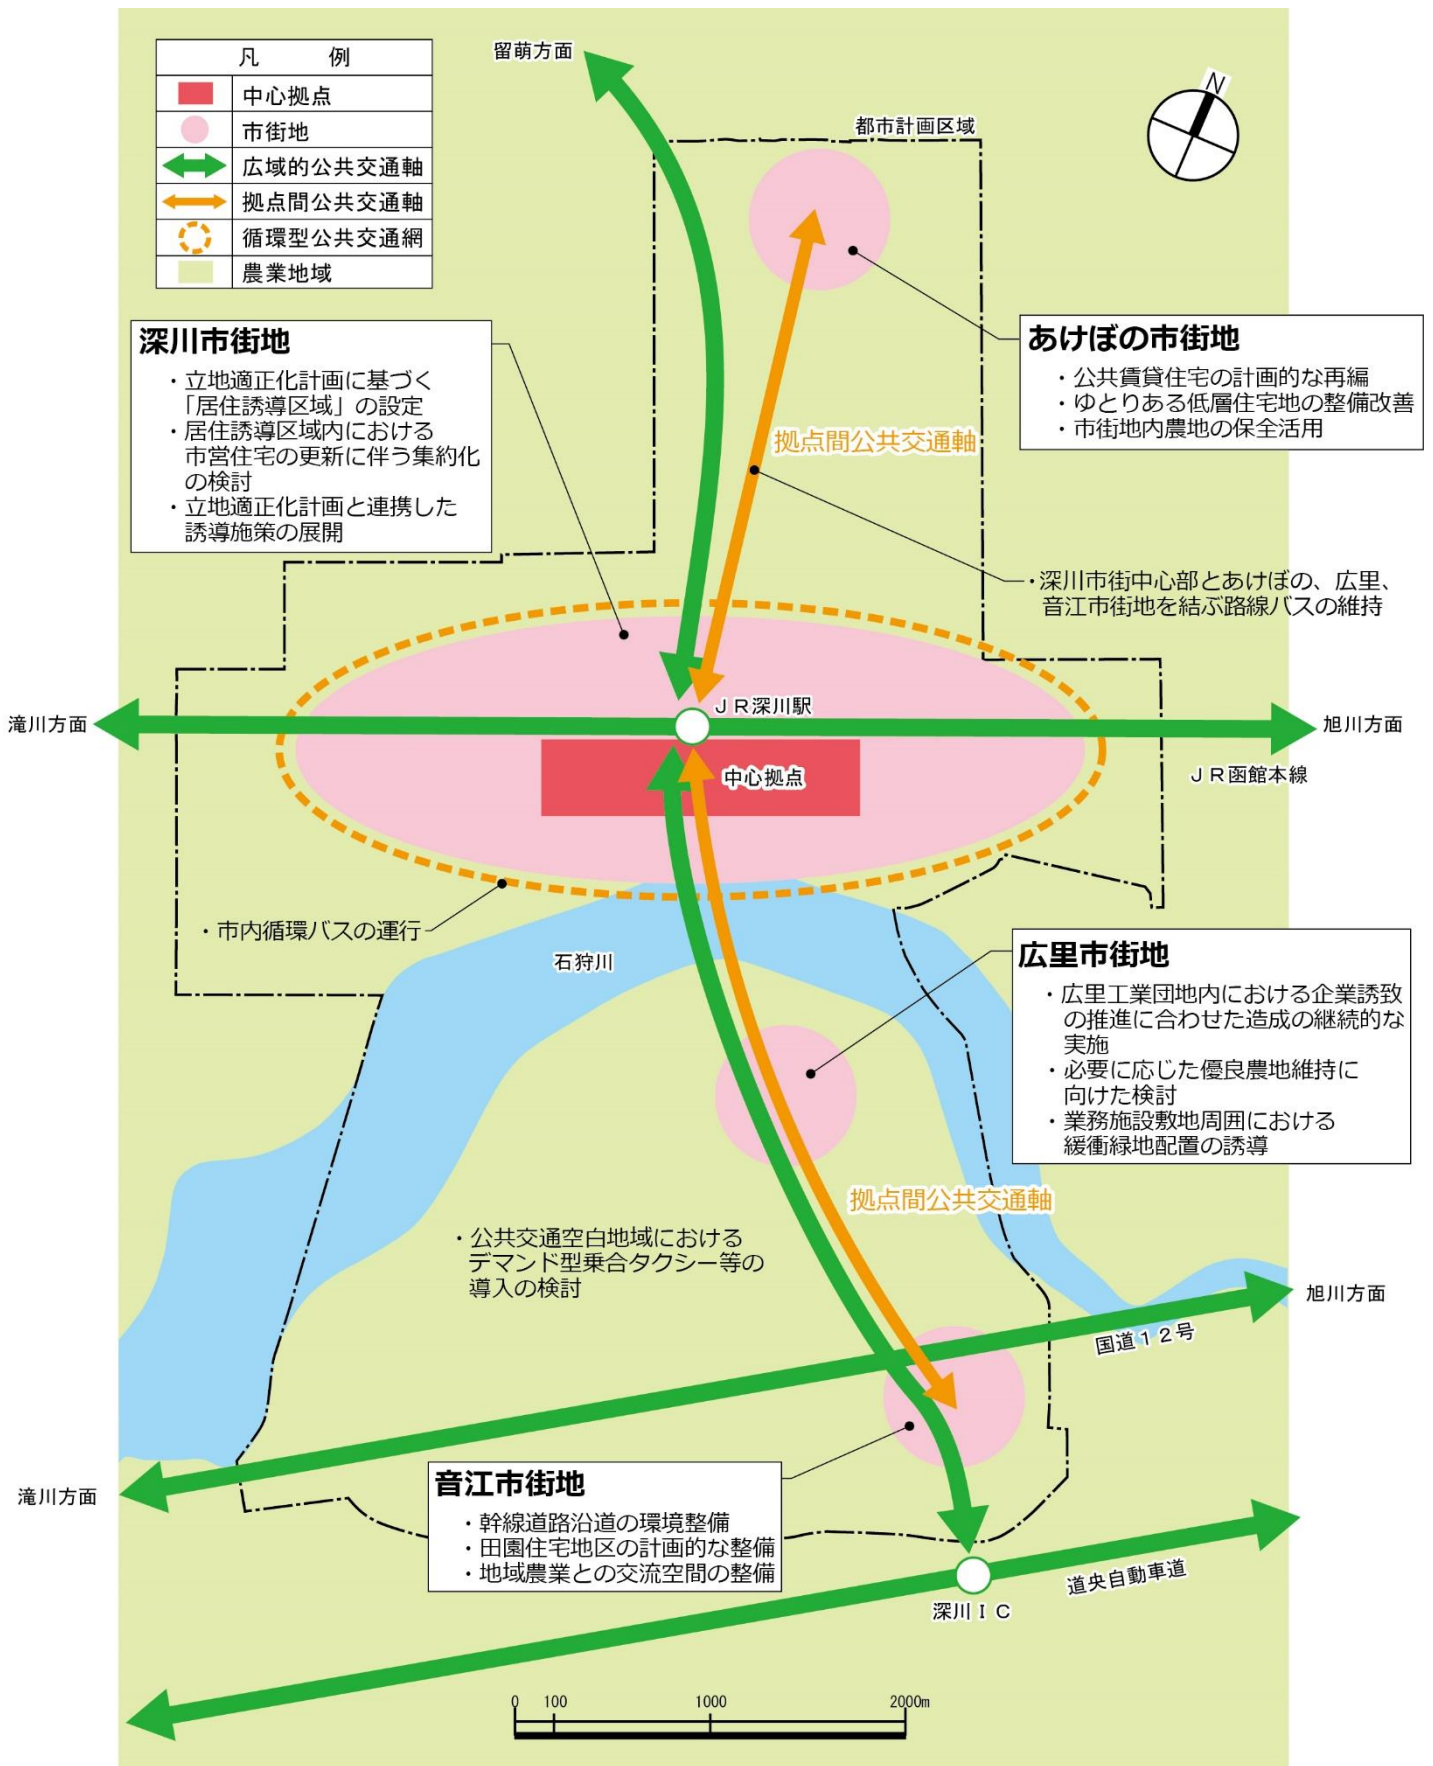 凡　例
中心拠点
市街地
広域的公共交通軸
拠点間公共交通軸
循環型公共交通網
農業地域
留萌方面
都市計画区域
N
深川市街地
・立地適正化計画に基づく
「居住誘導区域」の設定
・居住誘導区域内における
市営住宅の更新に伴う集約化
の検討
・立地適正化計画と連携した
誘導施策の展開
あけぼの市街地
・公共賃貸住宅の計画的な再編
・ゆとりある低層住宅地の整備改善
・市街地内農地の保全活用
拠点間公共交通軸
・深川市街中心部とあけぼの、広里、
音江市街地を結ぶ路線バスの維持
ＪＲ深川駅
滝川方面
旭川方面
中心拠点
ＪＲ函館本線
・市内循環バスの運行
石狩川
広里市街地
・広里工業団地内における企業誘致
の推進に合わせた造成の継続的な
実施
・必要に応じた優良農地維持に
向けた検討
・業務施設敷地周囲における
緩衝緑地配置の誘導
拠点間公共交通軸
・公共交通空白地域における
デマンド型乗合タクシー等の
導入の検討
旭川方面
国道１２号
滝川方面
音江市街地
・幹線道路沿道の環境整備
・田園住宅地区の計画的な整備
・地域農業との交流空間の整備
道央自動車道
深川ＩＣ
0 100 1000 2000m